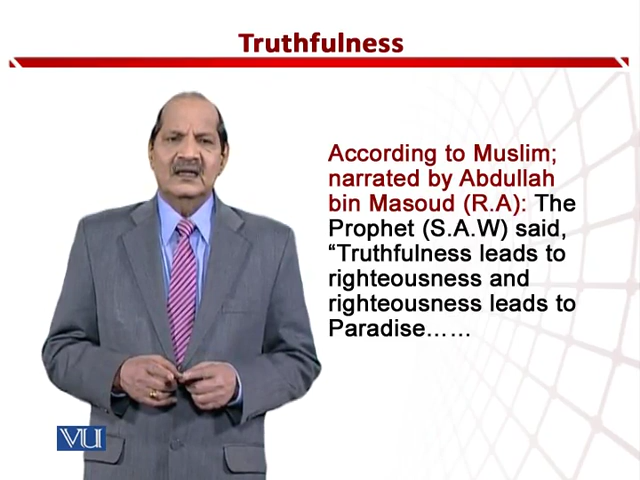 Truthfulness
According to Muslim;
narrated by Abdullah
bin Masoud (R.A): The
Prophet (S.A.W) said,
“Truthfulness leads to
righteousness and
righteousness leads to
Paradise……
VU